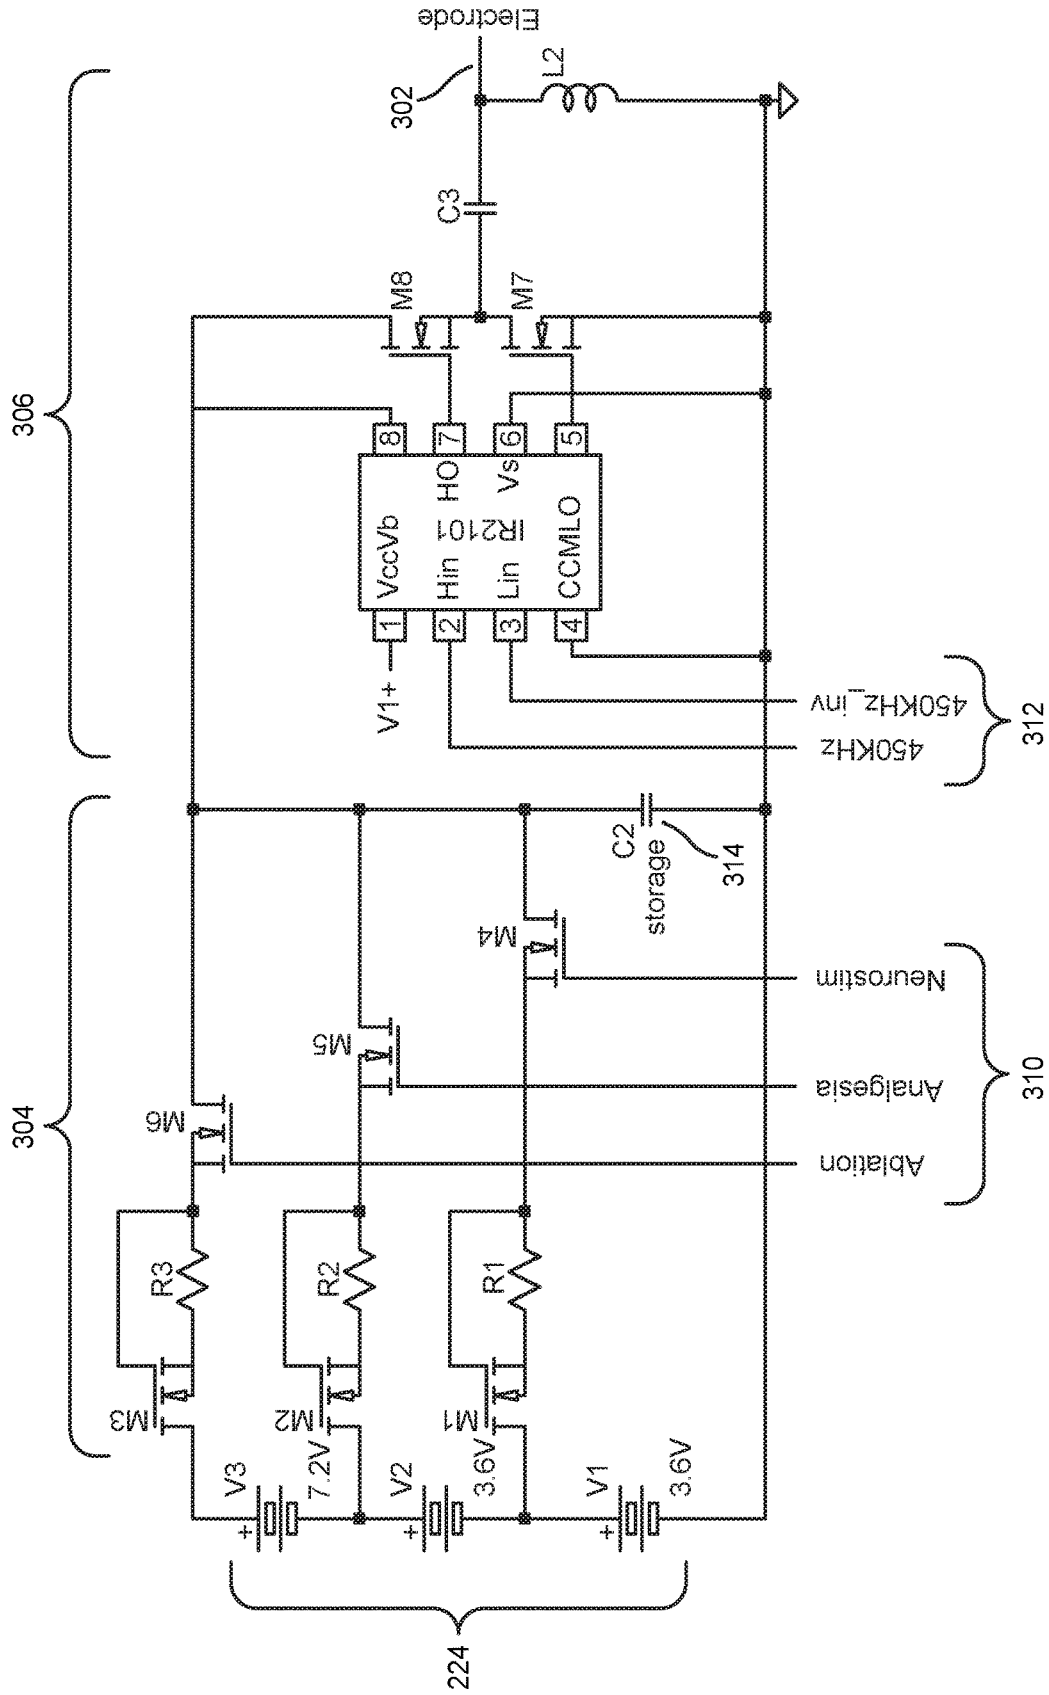 306
304
302
Electrode
L2
C3
M8
M7
VccVb
8
HO
7
Vs
6
5
IR2101
Hin
Lin
CCMLO
1
2
3
4
V1+
450KHz_inv
450KHz
312
C2
storage
314
M4
M5
M6
Neurostim
Analgesia
Ablation
310
R3
R2
R1
M3
M2
M1
V3
7.2V
V2
3.6V
V1
3.6V
+
+
+
224